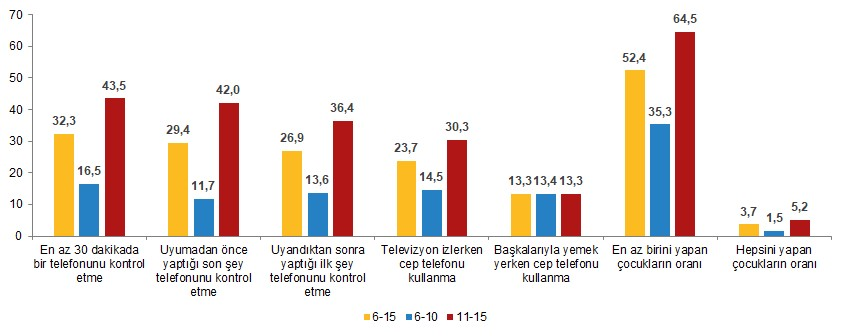 70
60
50
40
30
20
10
0
32,3
16,5
43,5
29,4
11,7
42,0
26,9
13,6
36,4
23,7
14,5
30,3
13,3
13,4
13,3
52,4
35,3
64,5
3,7
1,5
5,2
En az 30 dakikada
bir telefonunu kontrol
etme
Uyumadan önce
yaptığı son şey
telefonunu kontrol
etme
Uyandıktan sonra
yaptığı ilk şey
telefonunu kontrol
etme
Televizyon izlerken
cep telefonu
kullanma
Başkalarıyla yemek
yerken cep telefonu
kullanma
En az birini yapan
çocukların oranı
Hepsini yapan
çocukların oranı
6-15
6-10
11-15